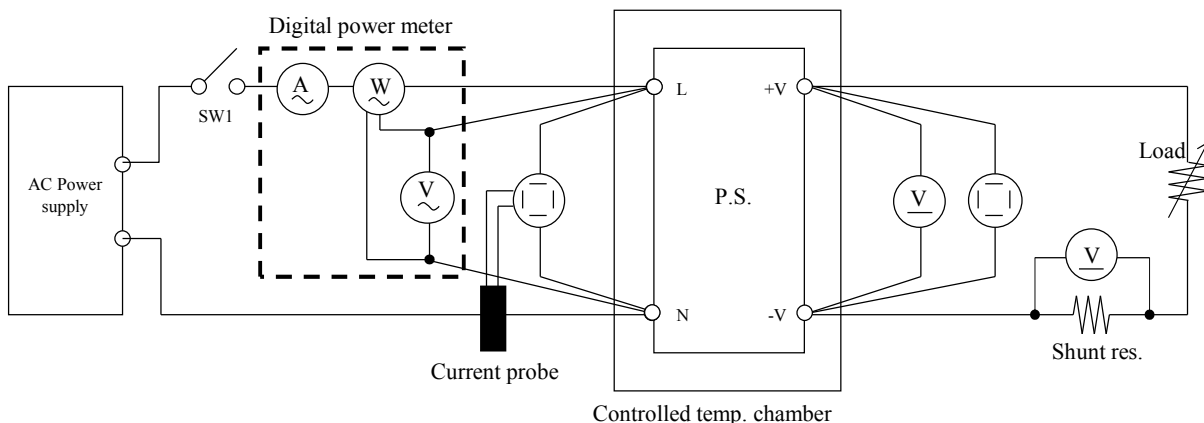 Digital power meter
A
W
SW1
L
+V
Load
AC Power
supply
V
P.S.
V
V
N
-V
Current probe
Shunt res.
Controlled temp. chamber